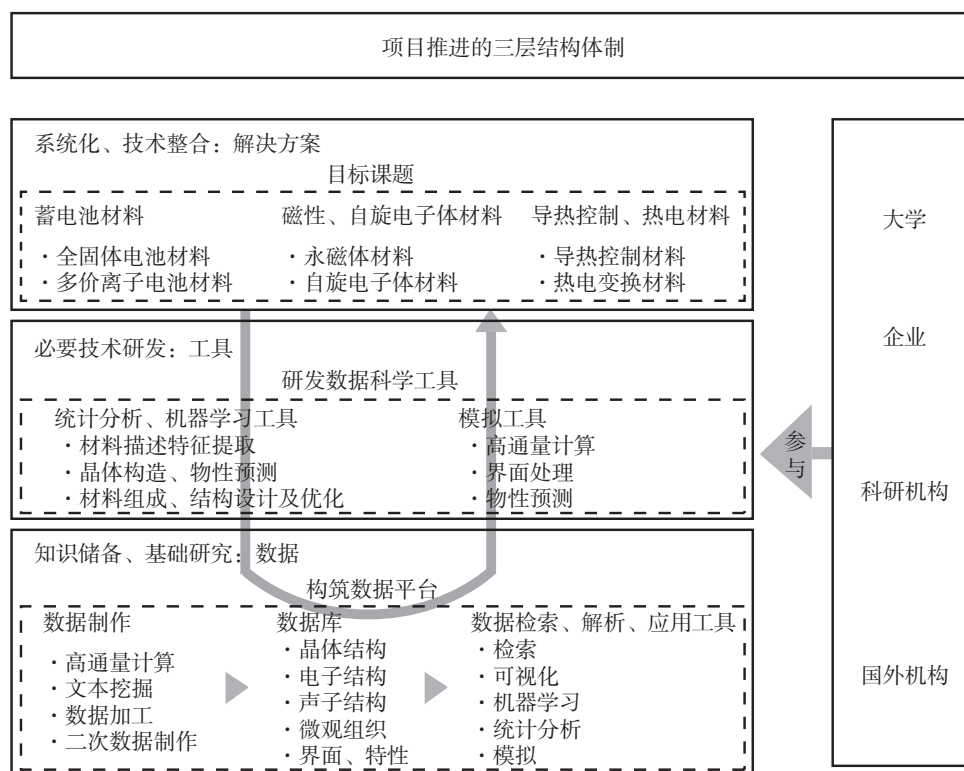 项目推进的三层结构体制
系统化、技术整合：解决方案
目标课题
蓄电池材料
·全固体电池材料
·多价离子电池材料
磁性、自旋电子体材料
·永磁体材料
·自旋电子体材料
导热控制、热电材料
·导热控制材料
·热电变换材料
必要技术研发：工具
研发数据科学工具
统计分析、机器学习工具
·材料描述特征提取
·晶体构造、物性预测
·材料组成、结构设计及优化
模拟工具
·高通量计算
·界面处理
·物性预测
知识储备、基础研究：数据
构筑数据平台
数据制作
·高通量计算
·文本挖掘
·数据加工
·二次数据制作
数据库
·晶体结构
·电子结构
·声子结构
·微观组织
·界面、特性
数据检索、解析、应用工具
·检索
·可视化
·机器学习
·统计分析
·模拟
参与
大学
企业
科研机构
国外机构